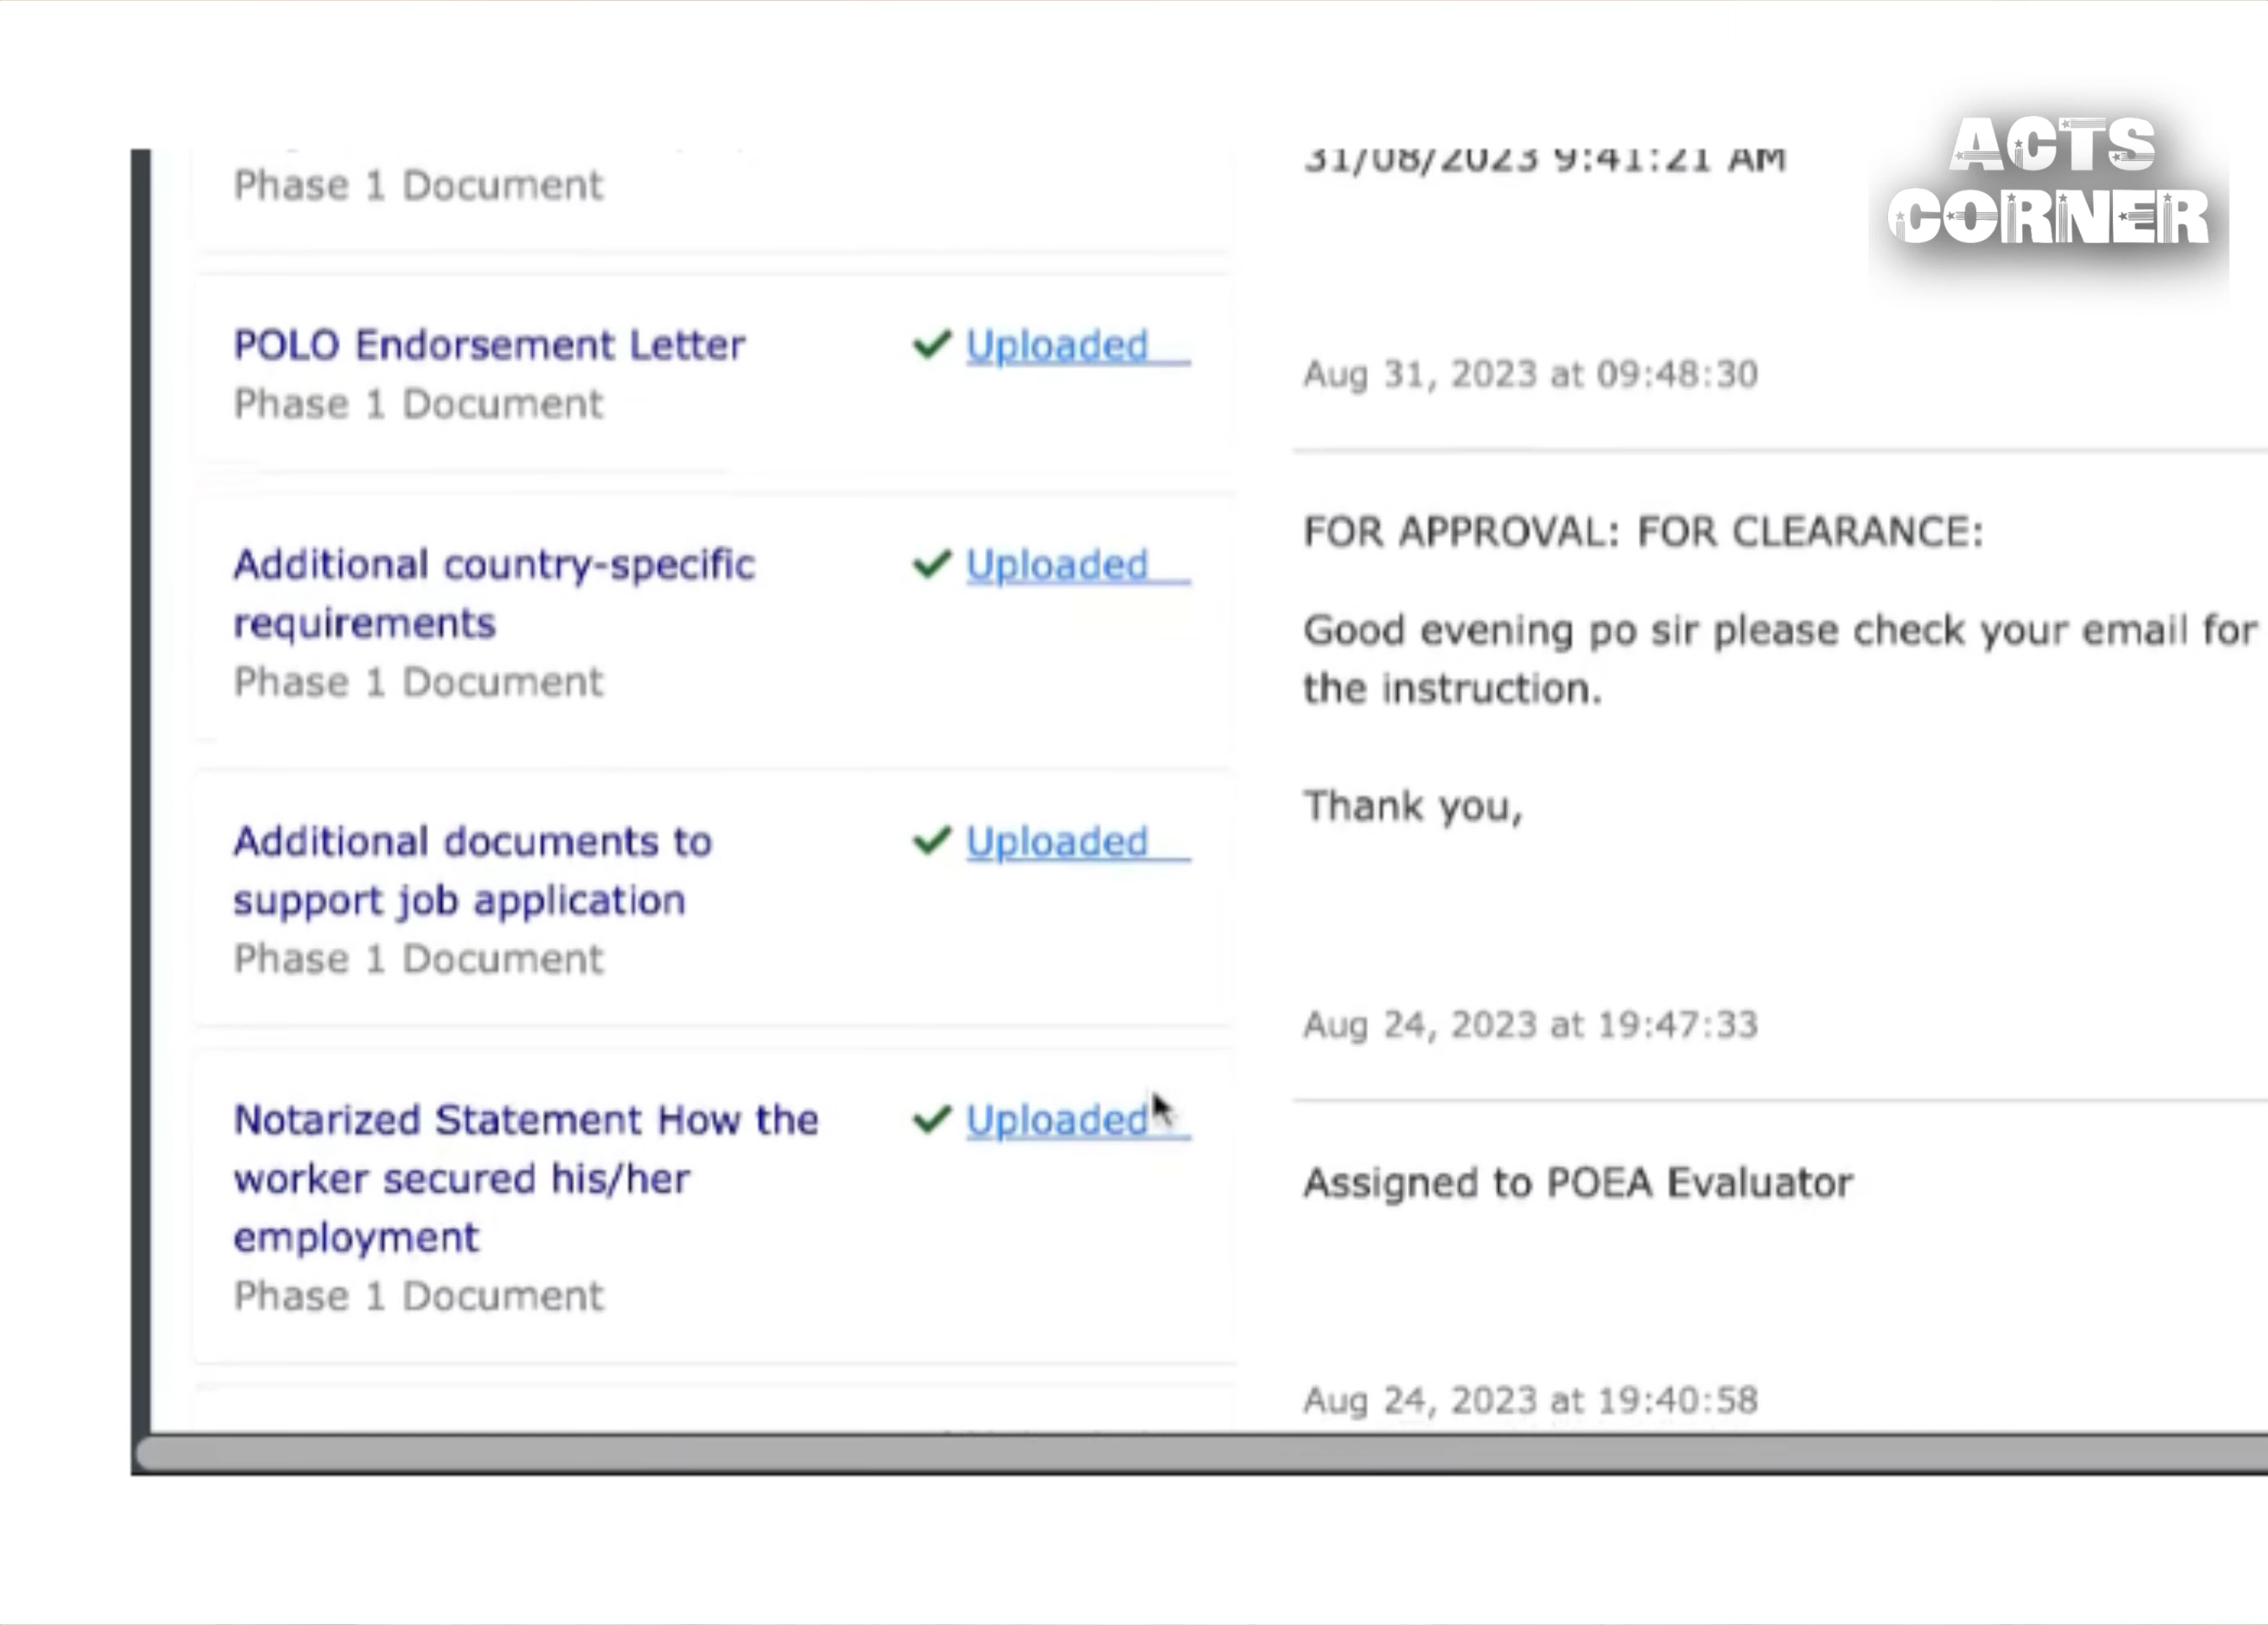 Phase 1 Document
POLO Endorsement Letter
Uploaded
Phase 1 Document
Additional country-specific
requirements
Uploaded
Phase 1 Document
Additional documents to
support job application
Uploaded
Phase 1 Document
Notarized Statement How the
worker secured his/her
employment
Uploaded
Phase 1 Document
31/08/2023 9:41:21 AM
Aug 31, 2023 at 09:48:30
FOR APPROVAL: FOR CLEARANCE:
Good evening po sir please check your email for
the instruction.
Thank you,
Aug 24, 2023 at 19:47:33
Assigned to POEA Evaluator
Aug 24, 2023 at 19:40:58
ACTS
CORNER